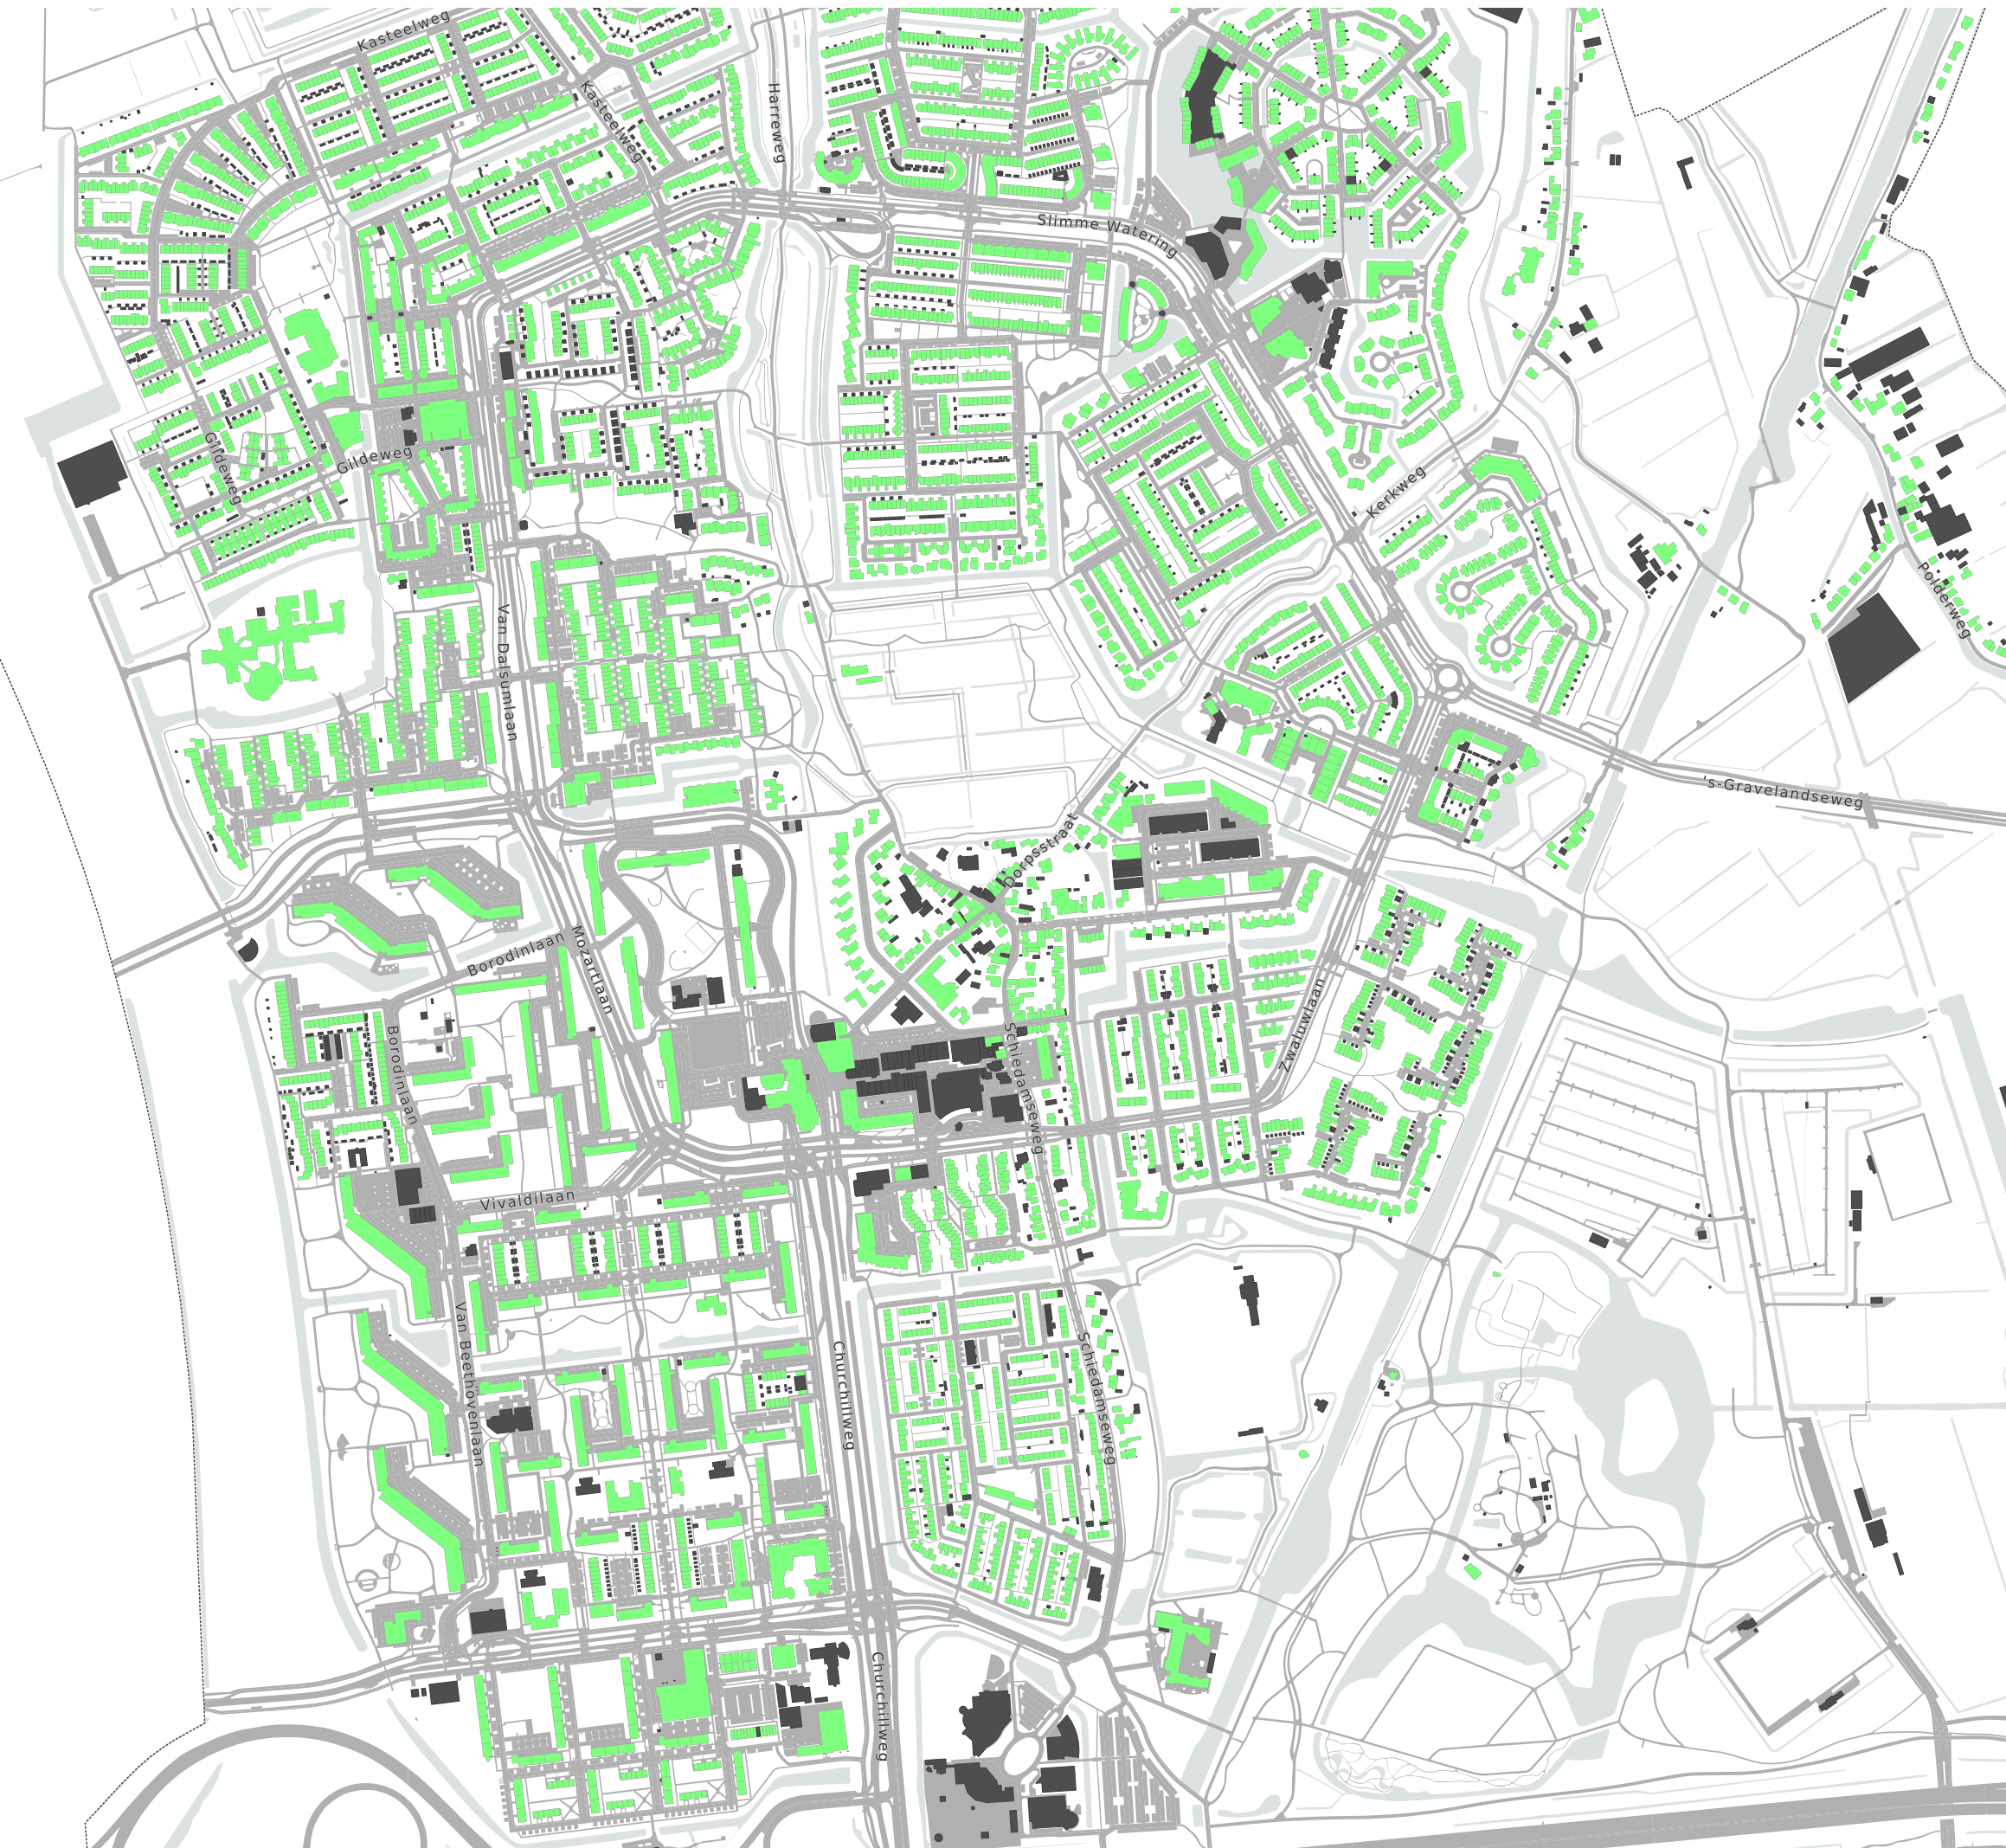 Kasteelweg
Kasteelweg
Harreweg
Slimme Watering
Gildeweg
Gildeweg
Kerkweg
Polderweg
Van Dalsumlaan
's-Gravelandseweg
Dorpsstraat
Borodinlaan
Mozartlaan
Zwaluwlaan
Borodinlaan
Schiedamseweg
Vivaldilaan
Van Beethovenlaan
Churchillweg
Schiedamseweg
Churchillweg